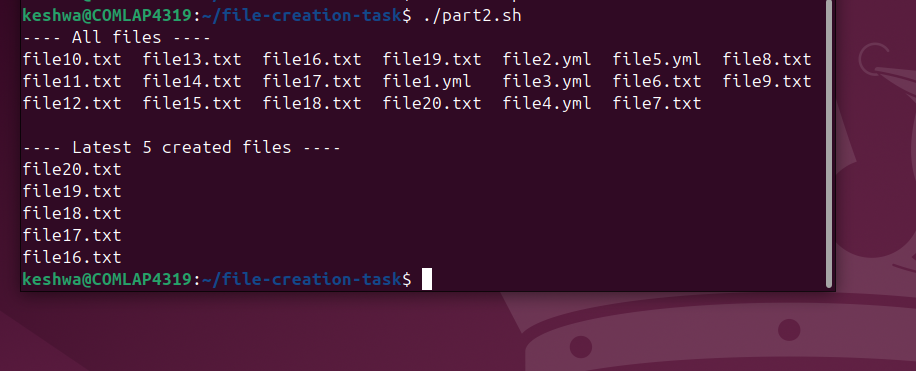 keshwa@COMLAP4319:~/file-creation-task$ ./part2.sh
---- All files ----
file10.txt  file13.txt  file16.txt  file19.txt  file2.yml  file5.yml  file8.txt
file11.txt  file14.txt  file17.txt  file1.yml   file3.yml  file6.txt  file9.txt
file12.txt  file15.txt  file18.txt  file20.txt  file4.yml  file7.txt
---- Latest 5 created files ----
file20.txt
file19.txt
file18.txt
file17.txt
file16.txt
keshwa@COMLAP4319:~/file-creation-task$